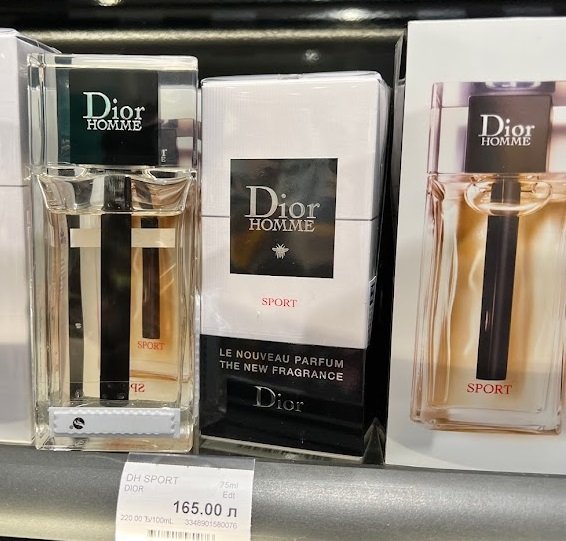 Dior
HOMME
SPORT
SPORT
Dior
HOMME
SPORT
LE NOUVEAU PARFUM
THE NEW FRAGRANCE
Dior
Dior
HOMME
SPORT
DH SPORT
DIOR
75ml
Edt
165.00 л
220.00 Ъ/100mL
3348901580076